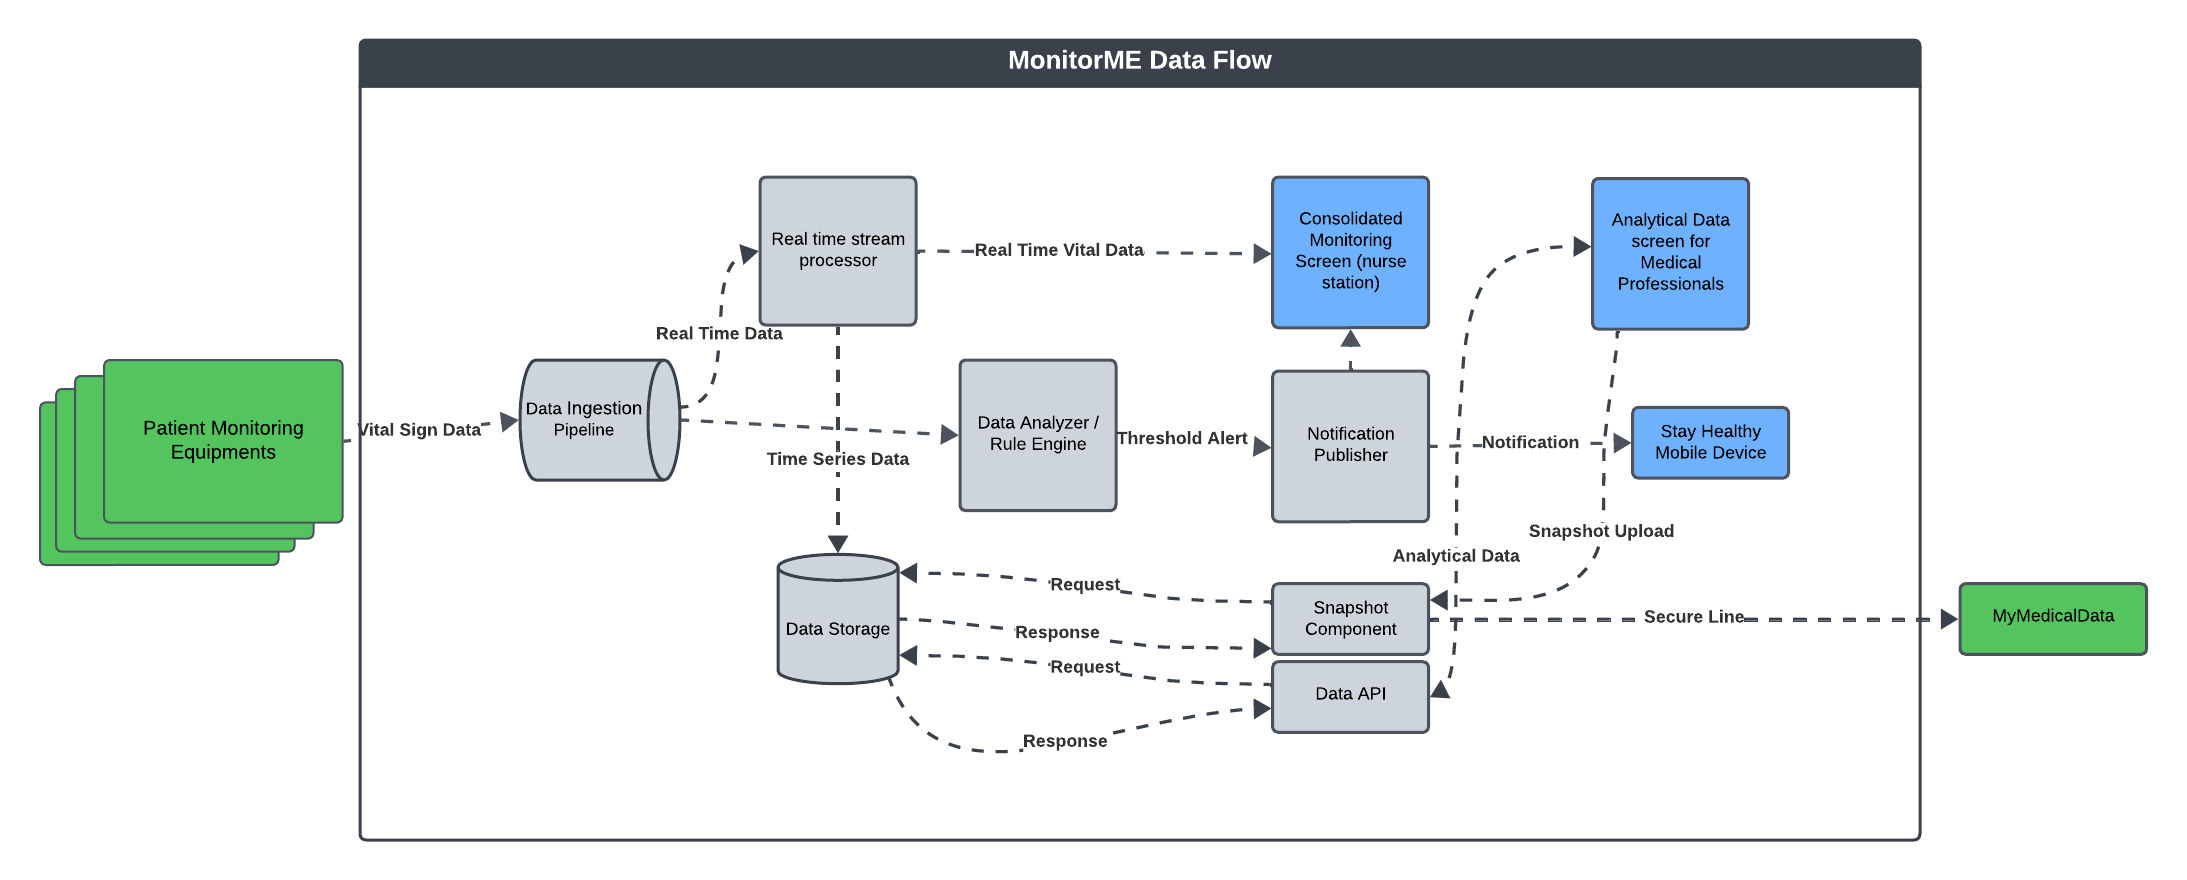 MonitorME Data Flow
Real time stream
processor
Real Time Vital Data
Consolidated
Monitoring
Screen (nurse
station)
Analytical Data
screen for
Medical
Professionals
Real Time Data
Patient Monitoring
Equipments
Vital Sign Data
Data Ingestion
Pipeline
Time Series Data
Data Analyzer /
Rule Engine
Threshold Alert
Notification
Publisher
Notification
Stay Healthy
Mobile Device
Snapshot Upload
Analytical Data
Data Storage
Request
Response
Request
Response
Snapshot
Component
Data API
Secure Line
MyMedicalData